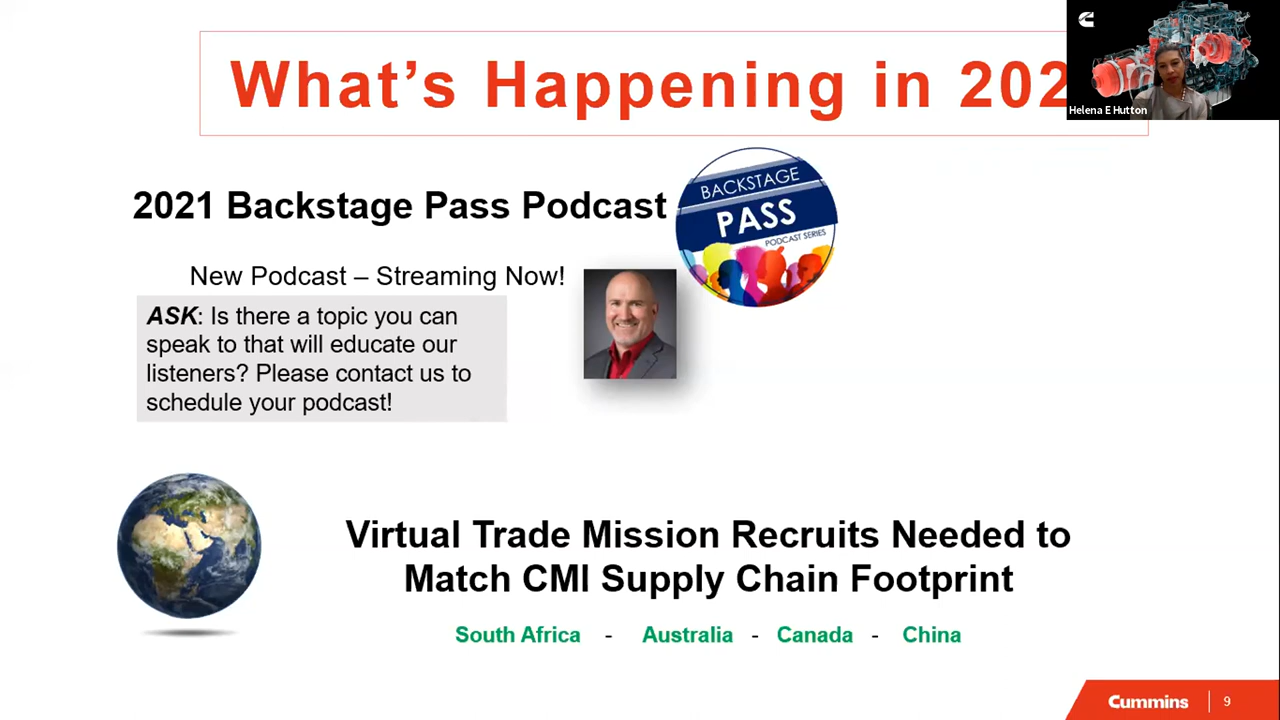 What's Happening in 202
Helena E Hutton
2021 Backstage Pass Podcast
BACKSTAGE
PASS
PODCAST SERIES
New Podcast – Streaming Now!
ASK: Is there a topic you can
speak to that will educate our
listeners? Please contact us to
schedule your podcast!
Virtual Trade Mission Recruits Needed to
Match CMI Supply Chain Footprint
South Africa - Australia - Canada - China
Cummins 9